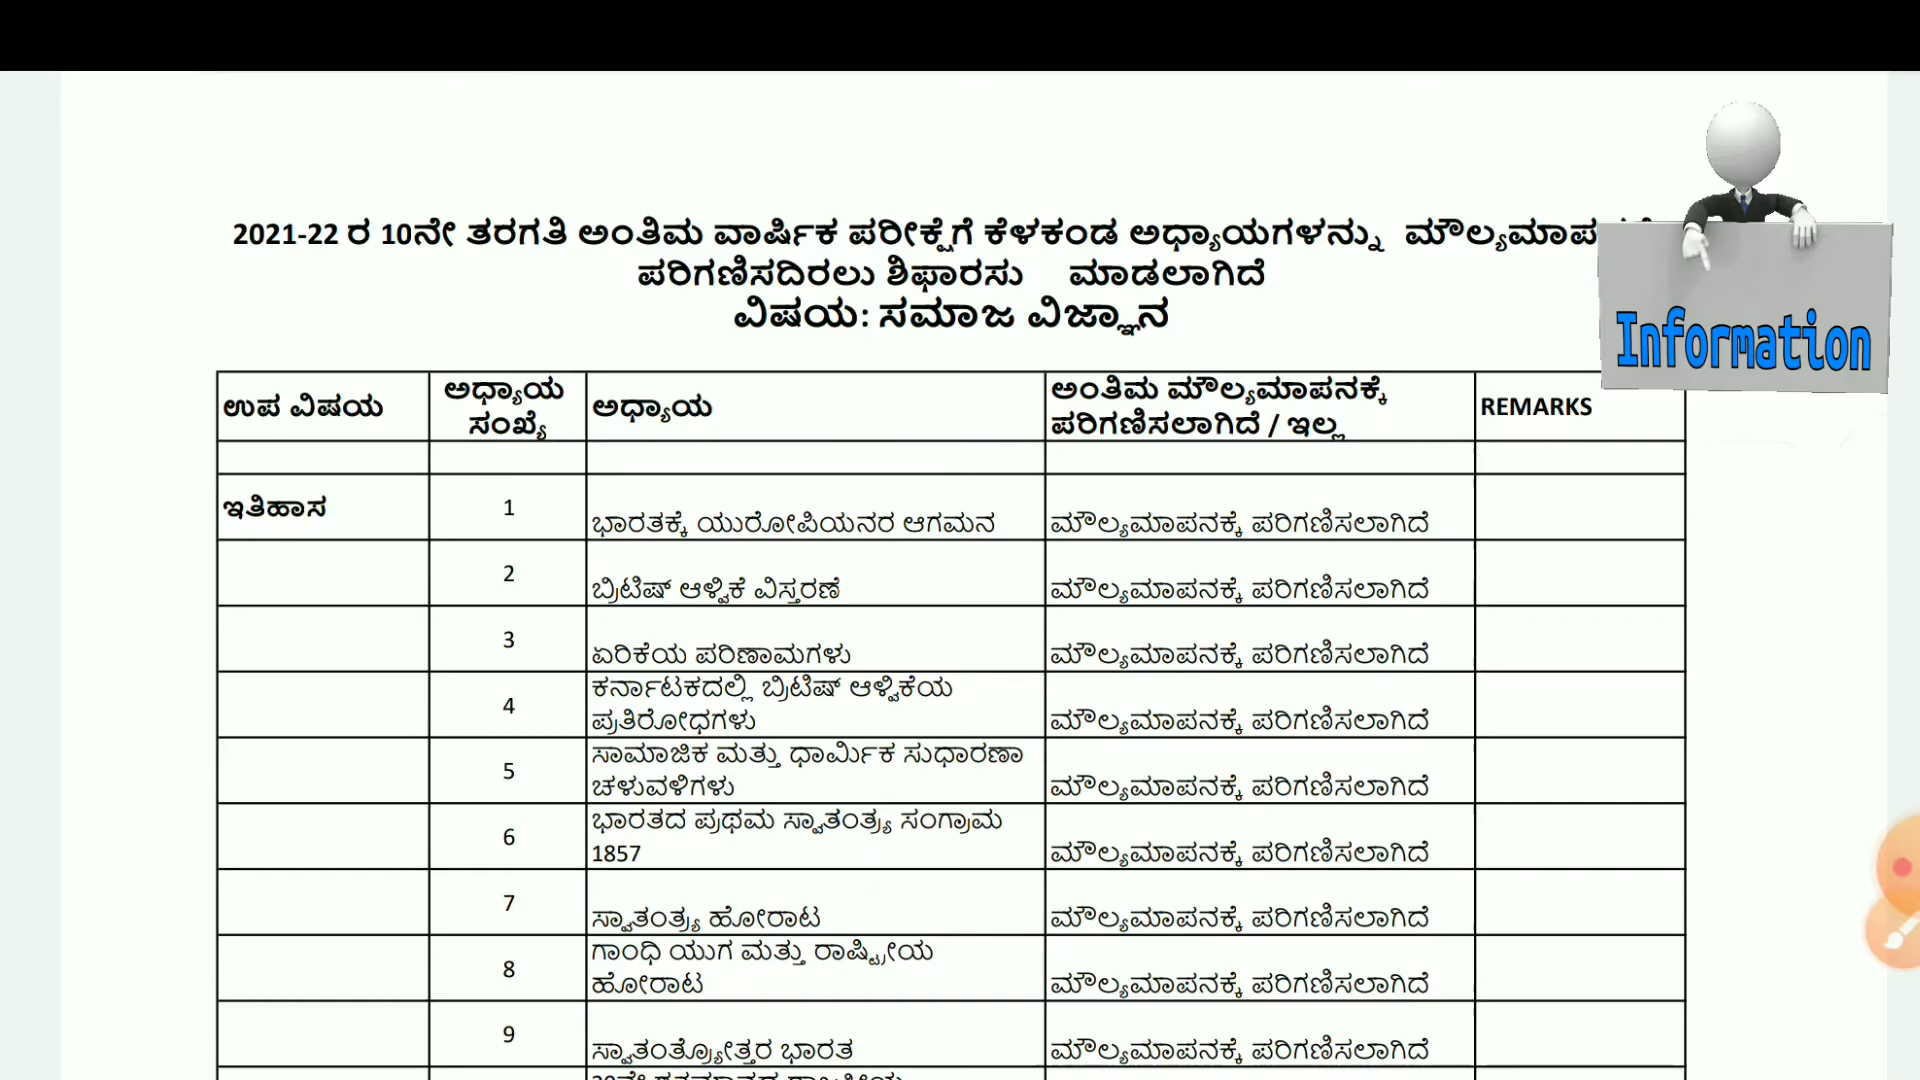 2021-22 ರ 10ನೇ ತರಗತಿ ಅಂತಿಮ ವಾರ್ಷಿಕ ಪರೀಕ್ಷೆಗೆ ಕೆಳಕಂಡ ಅಧ್ಯಾಯಗಳನ್ನು
ಪರಿಗಣಿಸದಿರಲು ಶಿಫಾರಸು ಮಾಡಲಾಗಿದೆ
ವಿಷಯ: ಸಮಾಜ ವಿಜ್ಞಾನ
Information
ಉಪ ವಿಷಯ
ಅಧ್ಯಾಯ
ಸಂಖ್ಯೆ
ಅಧ್ಯಾಯ
ಅಂತಿಮ ಮೌಲ್ಯಮಾಪನಕ್ಕೆ
ಪರಿಗಣಿಸಲಾಗಿದೆ / ಇಲ್ಲ
REMARKS
ಇತಿಹಾಸ 1 ಭಾರತಕ್ಕೆ ಯುರೋಪಿಯನರ ಆಗಮನ ಮೌಲ್ಯಮಾಪನಕ್ಕೆ ಪರಿಗಣಿಸಲಾಗಿದೆ
2 ಬ್ರಿಟಿಷ್ ಆಳ್ವಿಕೆ ವಿಸ್ತರಣೆ ಮೌಲ್ಯಮಾಪನಕ್ಕೆ ಪರಿಗಣಿಸಲಾಗಿದೆ
3 ಏರಿಕೆಯ ಪರಿಣಾಮಗಳು ಮೌಲ್ಯಮಾಪನಕ್ಕೆ ಪರಿಗಣಿಸಲಾಗಿದೆ
4 ಕರ್ನಾಟಕದಲ್ಲಿ ಬ್ರಿಟಿಷ್ ಆಳ್ವಿಕೆಯ
ಪ್ರತಿರೋಧಗಳು ಮೌಲ್ಯಮಾಪನಕ್ಕೆ ಪರಿಗಣಿಸಲಾಗಿದೆ
5 ಸಾಮಾಜಿಕ ಮತ್ತು ಧಾರ್ಮಿಕ ಸುಧಾರಣಾ
ಚಳುವಳಿಗಳು ಮೌಲ್ಯಮಾಪನಕ್ಕೆ ಪರಿಗಣಿಸಲಾಗಿದೆ
6 ಭಾರತದ ಪ್ರಥಮ ಸ್ವಾತಂತ್ರ್ಯ ಸಂಗ್ರಾಮ
1857 ಮೌಲ್ಯಮಾಪನಕ್ಕೆ ಪರಿಗಣಿಸಲಾಗಿದೆ
7 ಸ್ವಾತಂತ್ರ್ಯ ಹೋರಾಟ ಮೌಲ್ಯಮಾಪನಕ್ಕೆ ಪರಿಗಣಿಸಲಾಗಿದೆ
8 ಗಾಂಧಿ ಯುಗ ಮತ್ತು ರಾಷ್ಟ್ರೀಯ
ಹೋರಾಟ ಮೌಲ್ಯಮಾಪನಕ್ಕೆ ಪರಿಗಣಿಸಲಾಗಿದೆ
9 ಸ್ವಾತಂತ್ರ್ಯೋತ್ತರ ಭಾರತ ಮೌಲ್ಯಮಾಪನಕ್ಕೆ ಪರಿಗಣಿಸಲಾಗಿದೆ